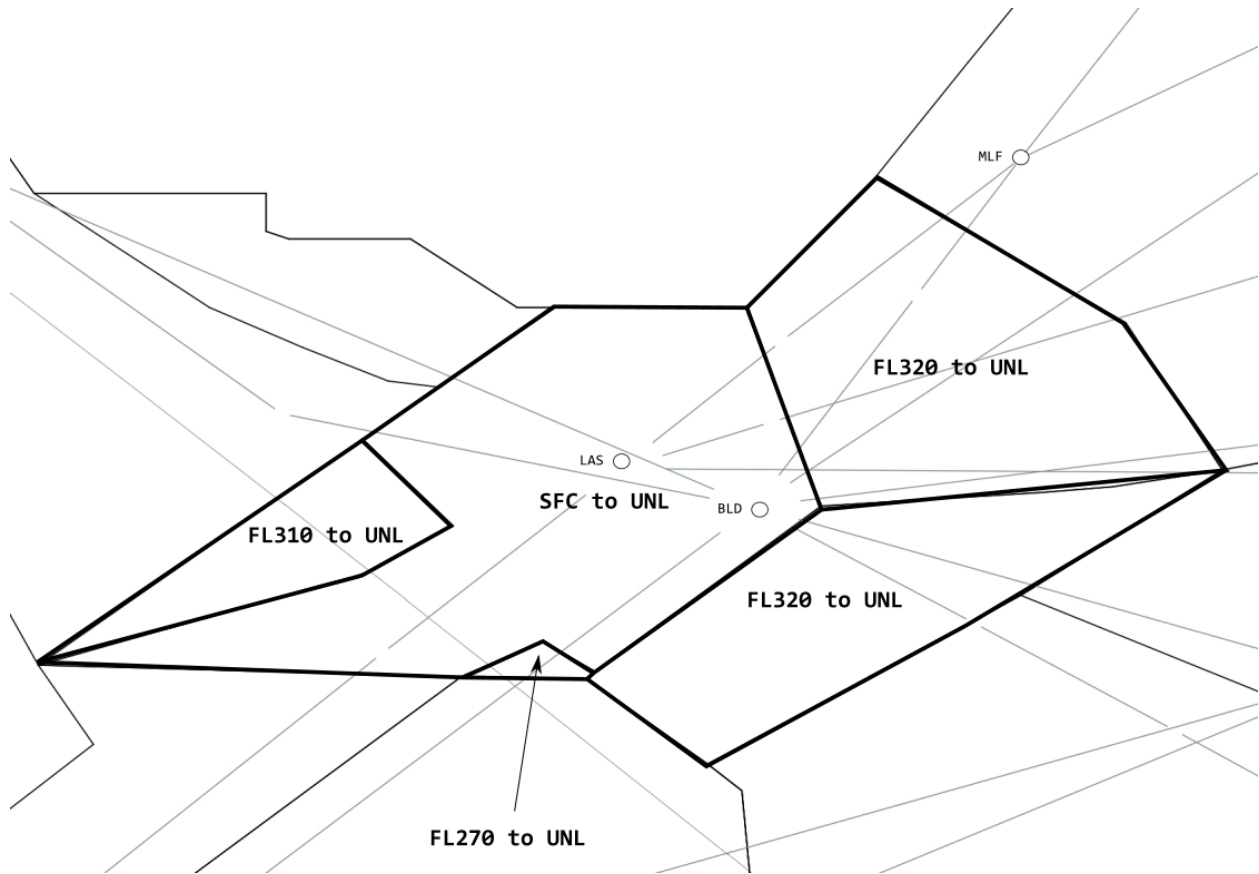 MLF
FL320 to UNL
LAS
SFC to UNL
BLD
FL310 to UNL
FL320 to UNL
FL270 to UNL